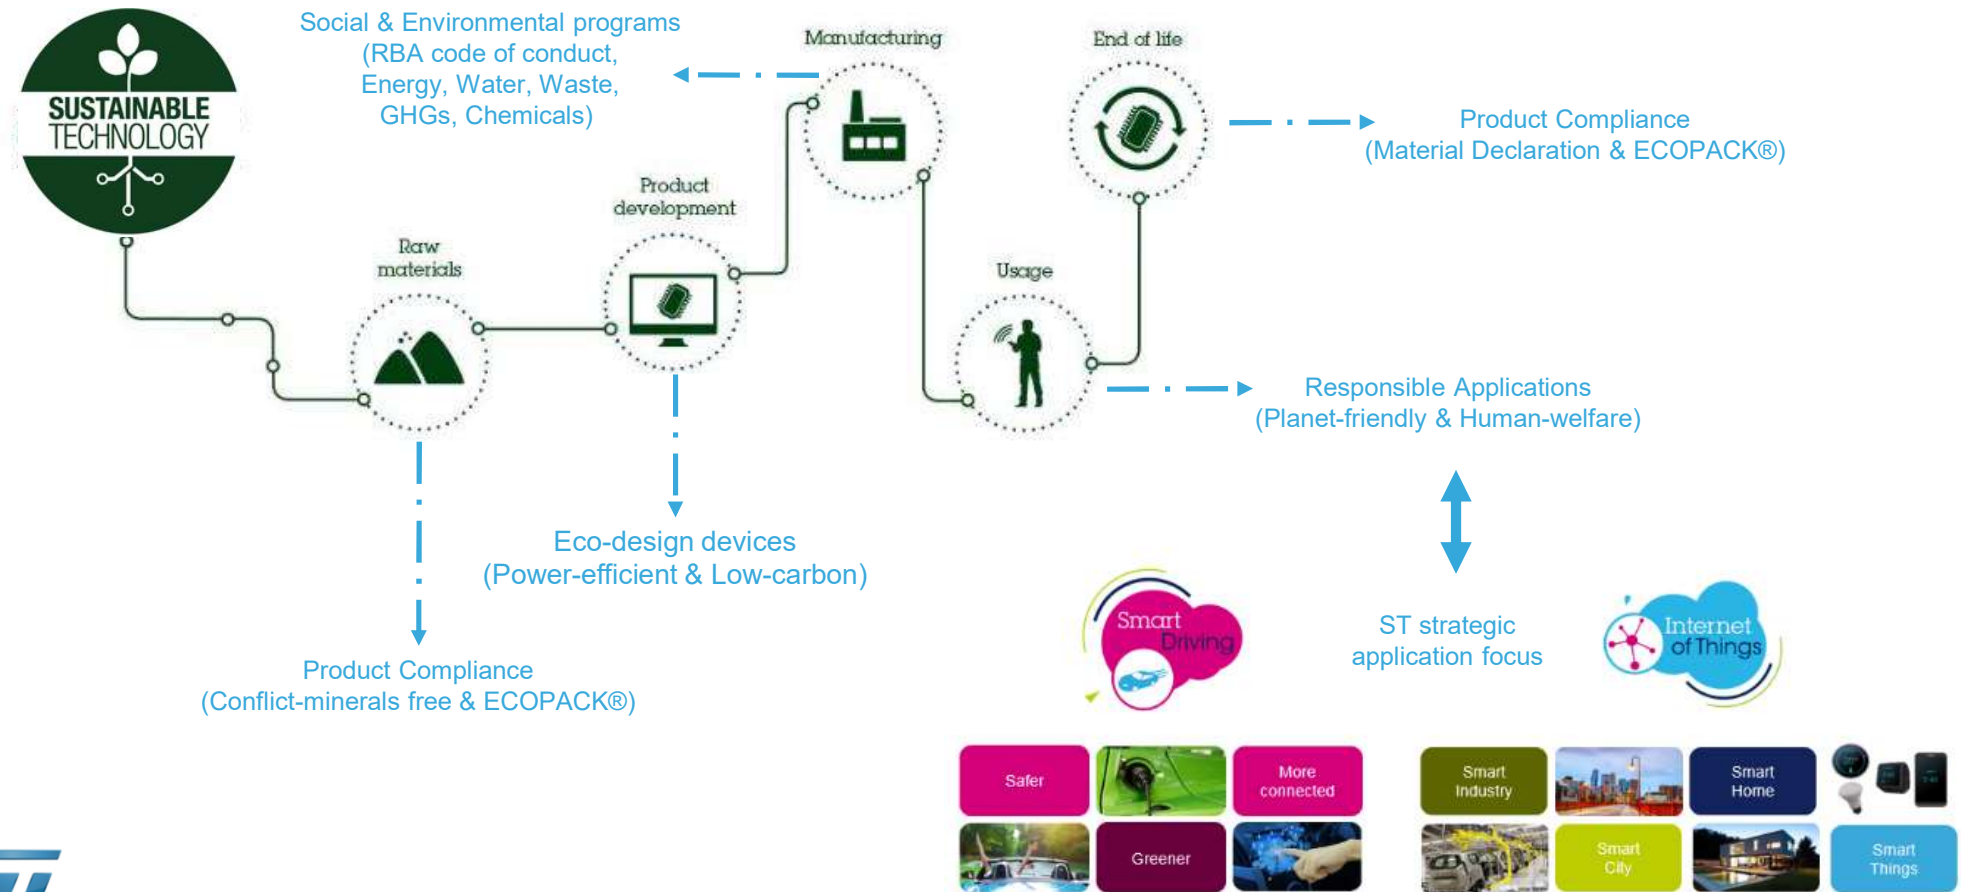 SUSTAINABLE
TECHNOLOGY
Social & Environmental programs
(RBA code of conduct,
Energy, Water, Waste,
GHGs, Chemicals)
Manufacturing
End of life
Product Compliance
(Material Declaration & ECOPACK®)
Product
development
Raw
materials
Usage
Responsible Applications
(Planet-friendly & Human-welfare)
Eco-design devices
(Power-efficient & Low-carbon)
Product Compliance
(Conflict-minerals free & ECOPACK®)
Smart
Driving
ST strategic
application focus
Internet
of Things
Safer
More
connected
Greener
Smart
Industry
Smart
Home
Smart
City
Smart
Things